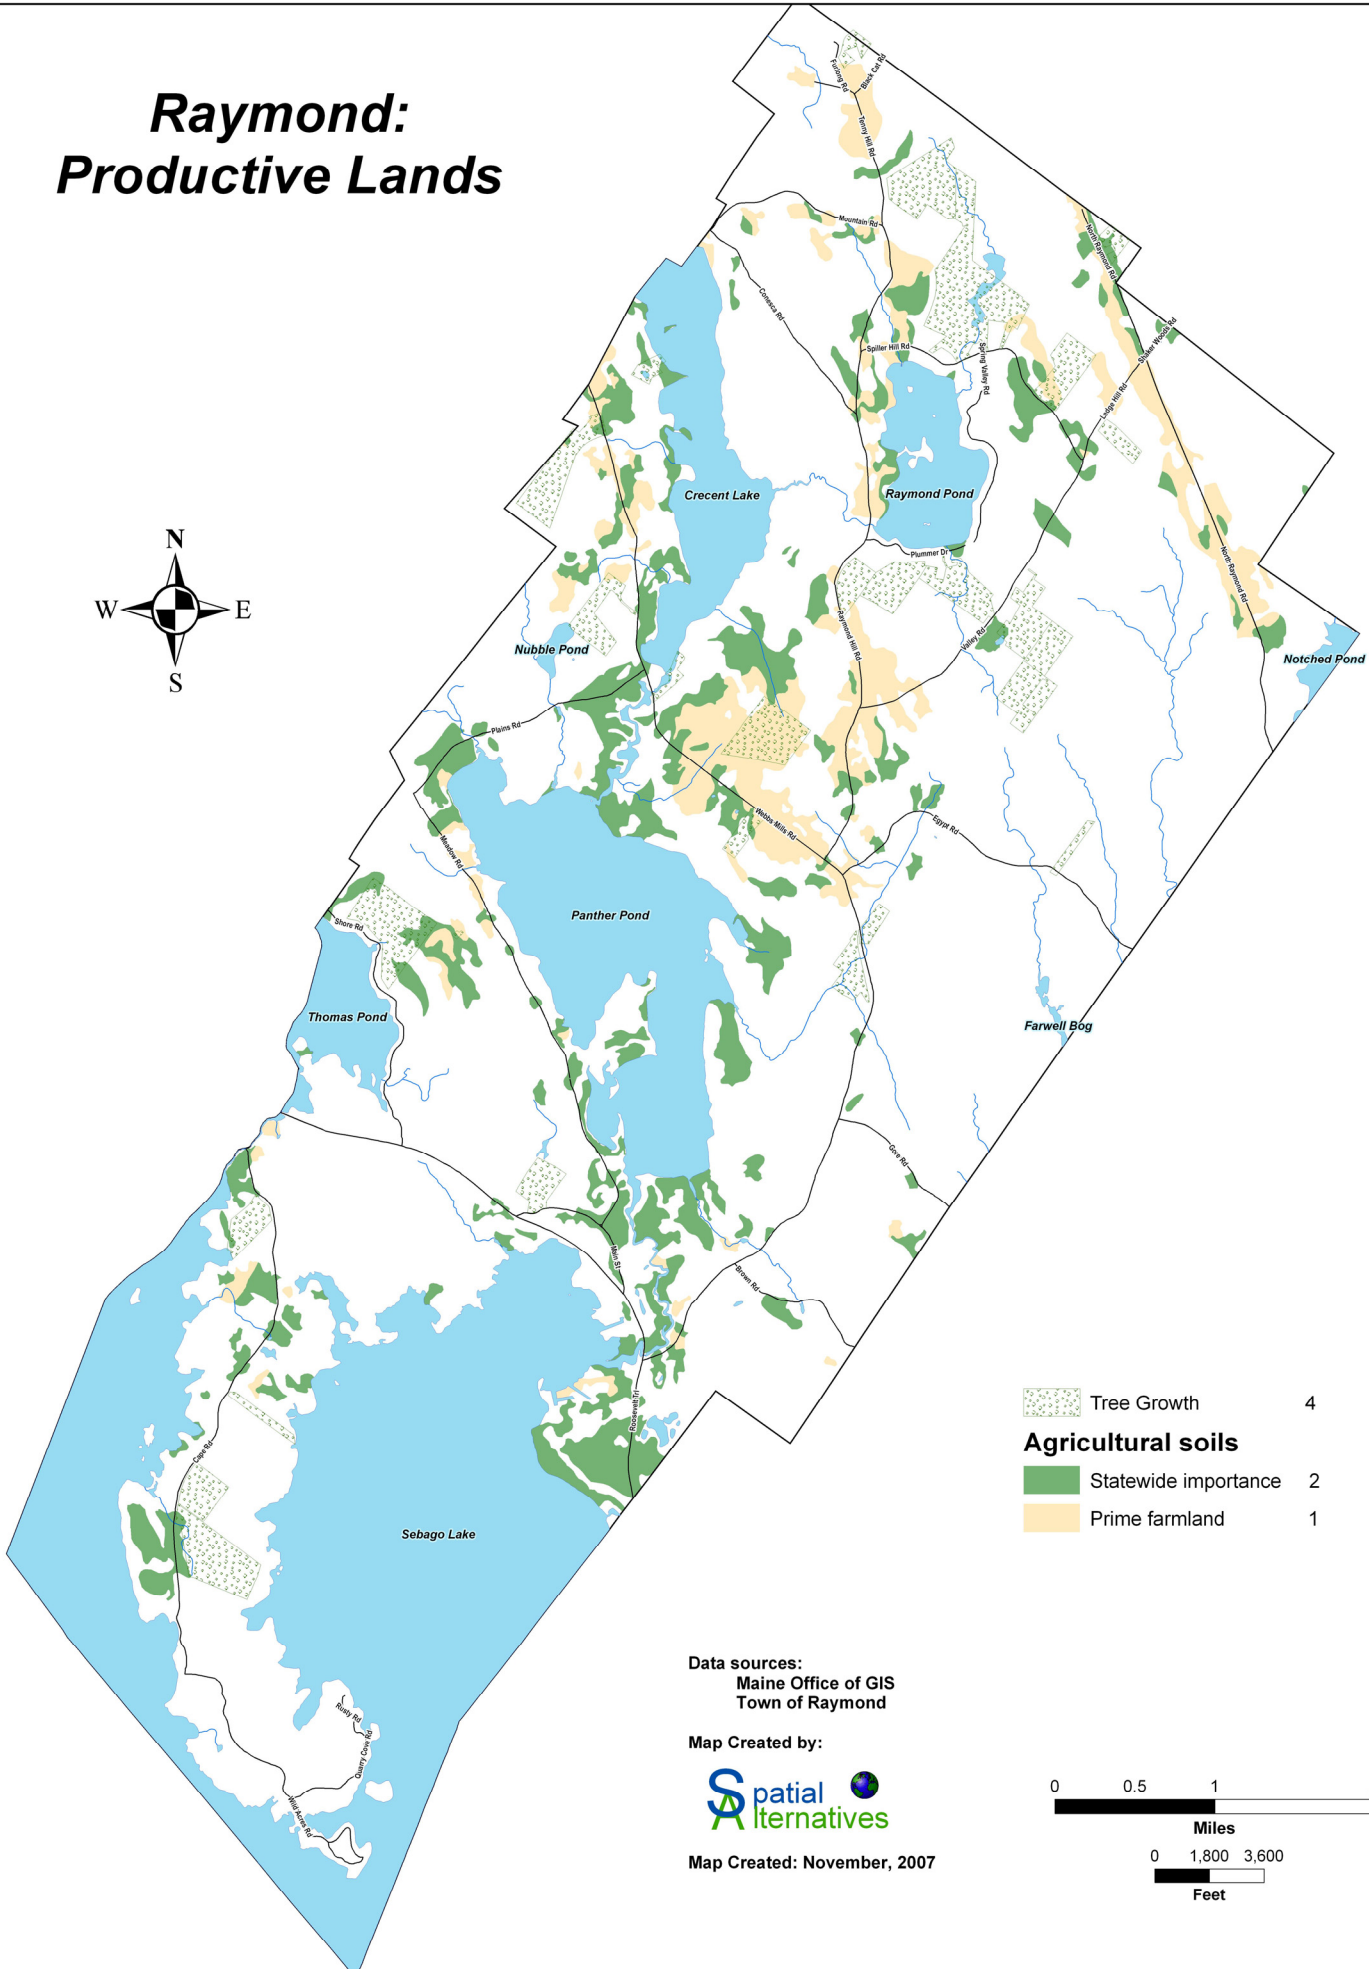 Raymond:
Productive Lands
Furlong Rd
Black Cat Rd
Tenny Hill Rd
Mountain Rd
North Raymond Rd
Conesca Rd
Spiller Hill Rd
Spring Valley Rd
Shaker Woods Rd
Ledge Hill Rd
Crecent Lake
Raymond Pond
Plummer Dr
North Raymond Rd
N
W E
S
Raymond Hill Rd
Valley Rd
Nubble Pond
Notched Pond
Plains Rd
Webbs Mills Rd
Egypt Rd
Meadow Rd
Panther Pond
Shore Rd
Thomas Pond
Farwell Bog
Gore Rd
Main St
Brown Rd
Roosevelt Trl
Cape Rd
Sebago Lake
Rusty Rd
Quarry Cove Rd
Wild Acres Rd
Tree Growth 4
Agricultural soils
Statewide importance 2
Prime farmland 1
Data sources:
Maine Office of GIS
Town of Raymond
Map Created by:
Spatial
Alternatives
Map Created: November, 2007
0 0.5 1
Miles
0 1,800 3,600
Feet